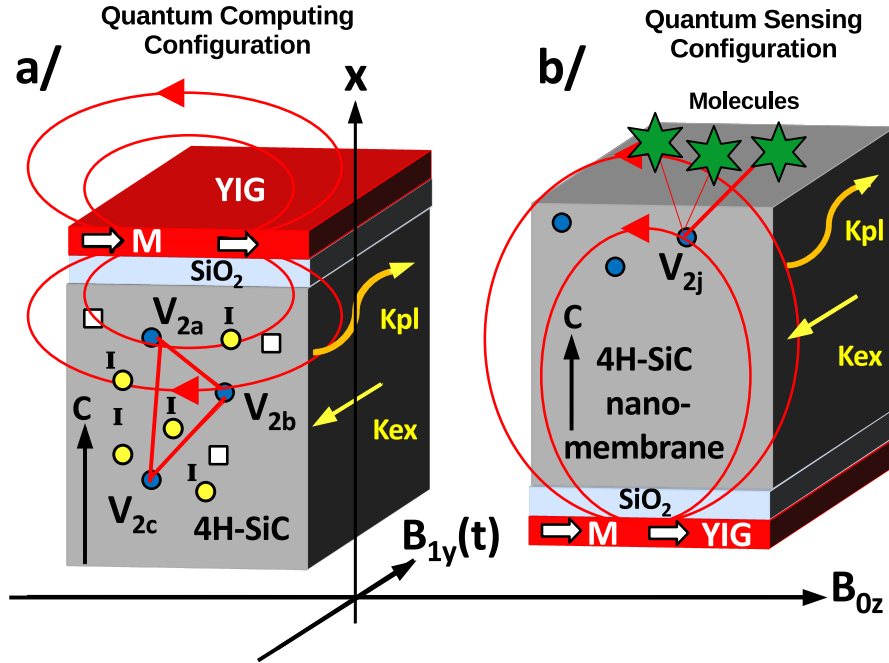 Quantum Computing
Configuration
a/
x
YIG
M
SiO₂
V₂ₐ
I
I
Kpl
C
I
I
V₂b
Kex
I
V₂c
4H-SiC
B₁y(t)
B₀z
Quantum Sensing
Configuration
b/
Molecules
V₂ⱼ
Kpl
C
4H-SiC
nano-
membrane
Kex
SiO₂
M
YIG